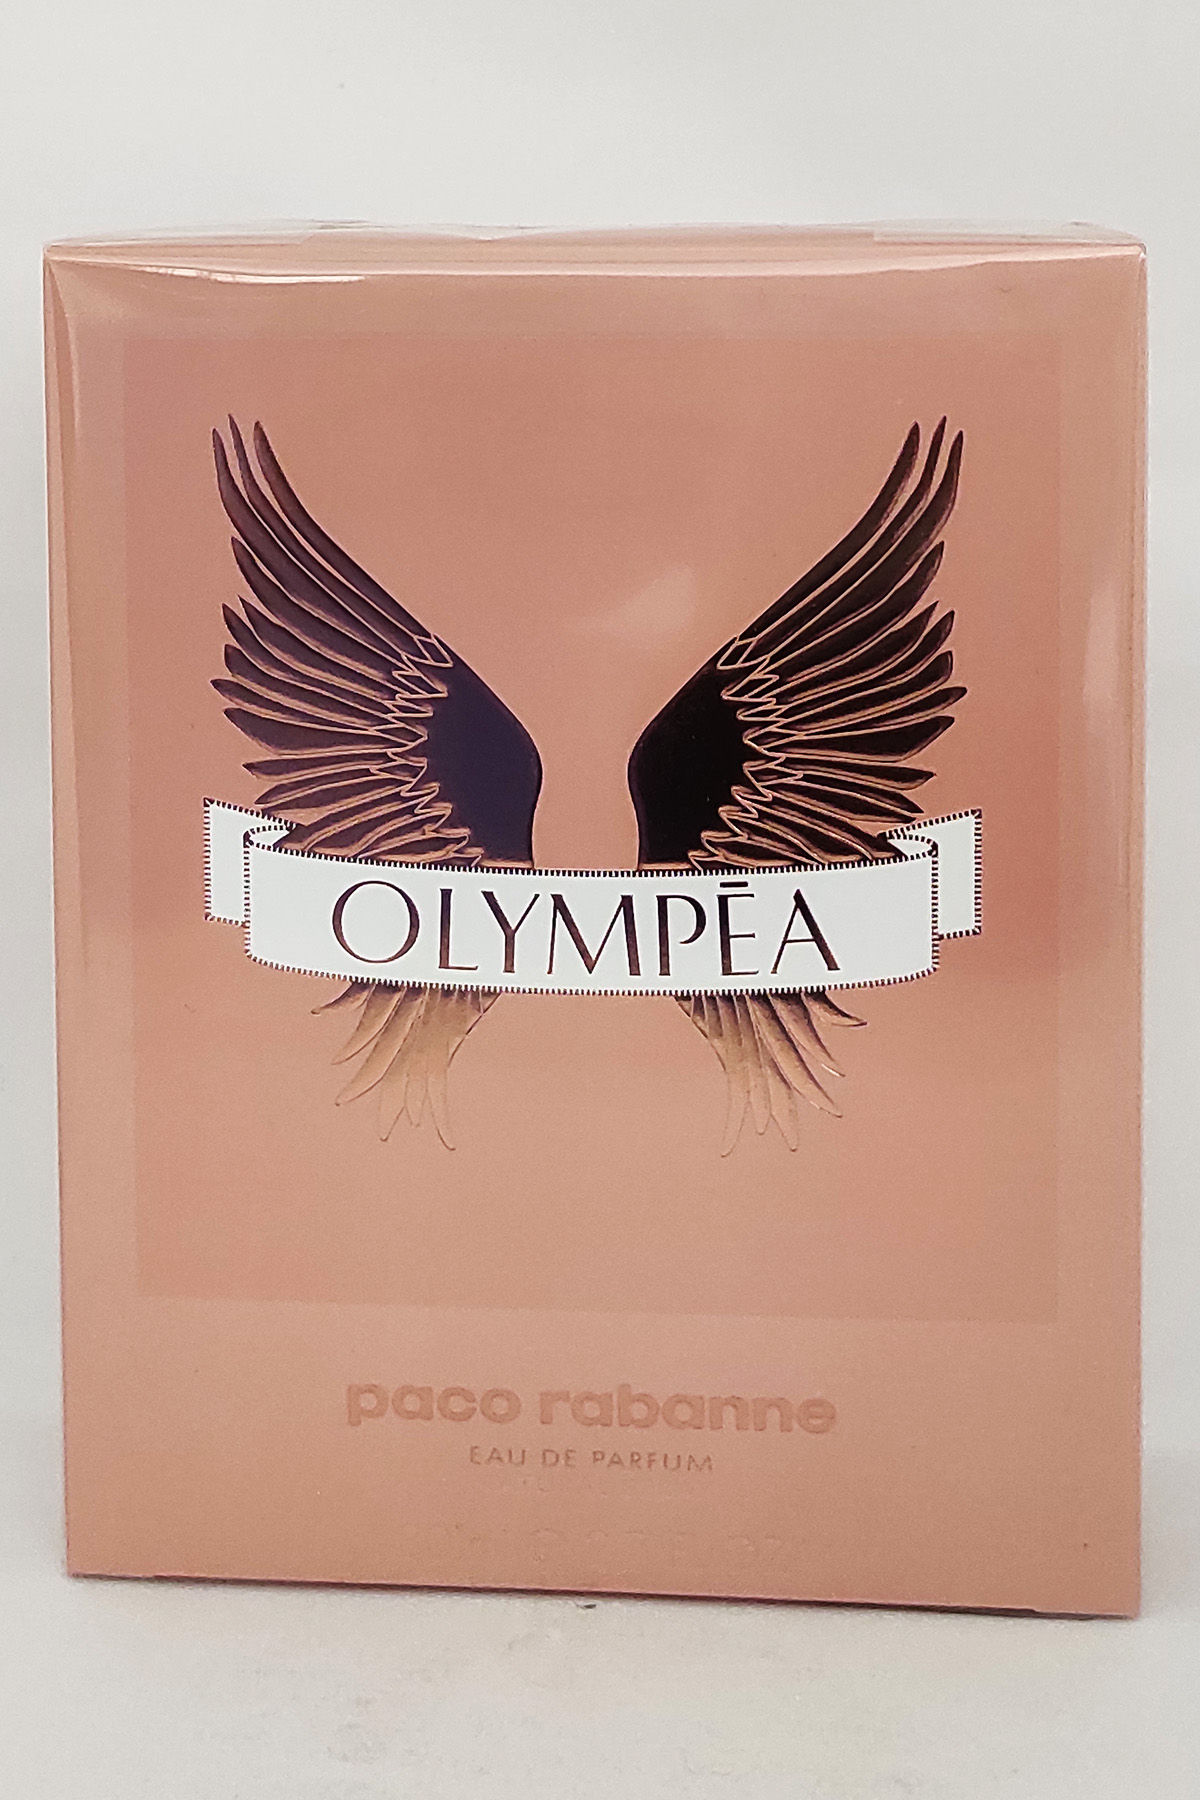 OLYMPĒA
paco rabanne
EAU DE PARFUM